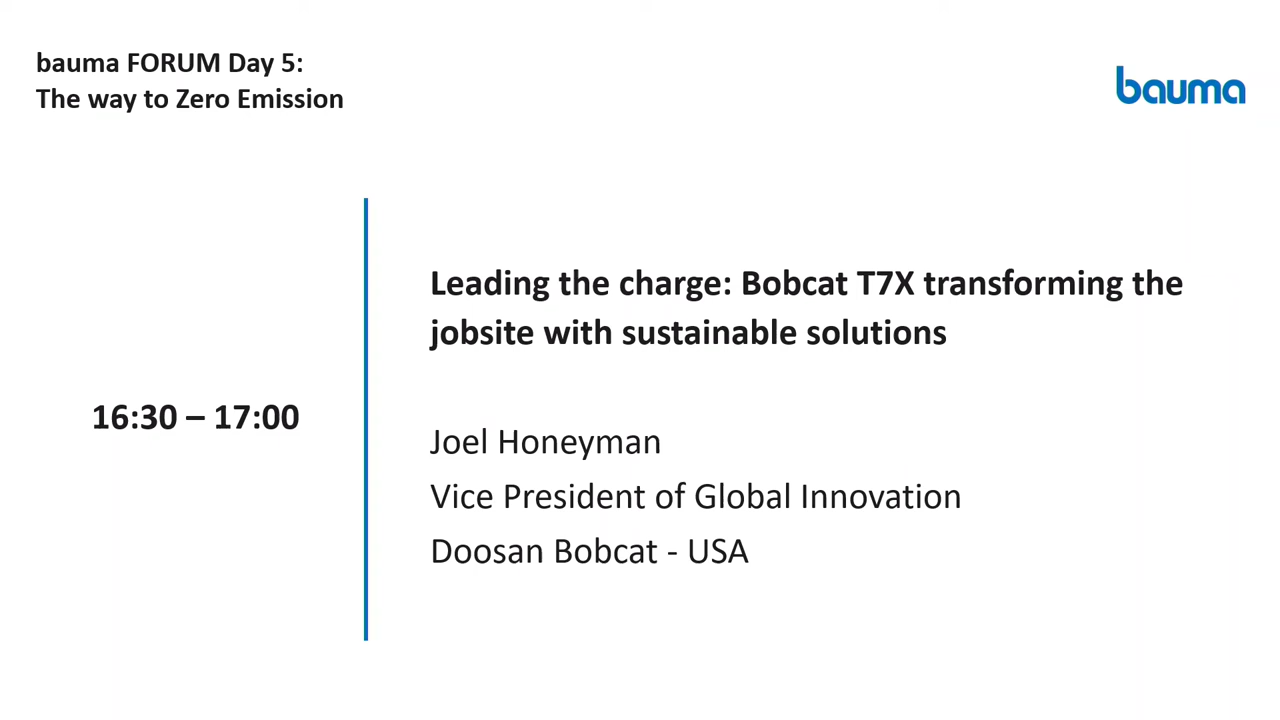 bauma FORUM Day 5:
The way to Zero Emission
bauma
16:30 – 17:00
Leading the charge: Bobcat T7X transforming the
jobsite with sustainable solutions
Joel Honeyman
Vice President of Global Innovation
Doosan Bobcat - USA